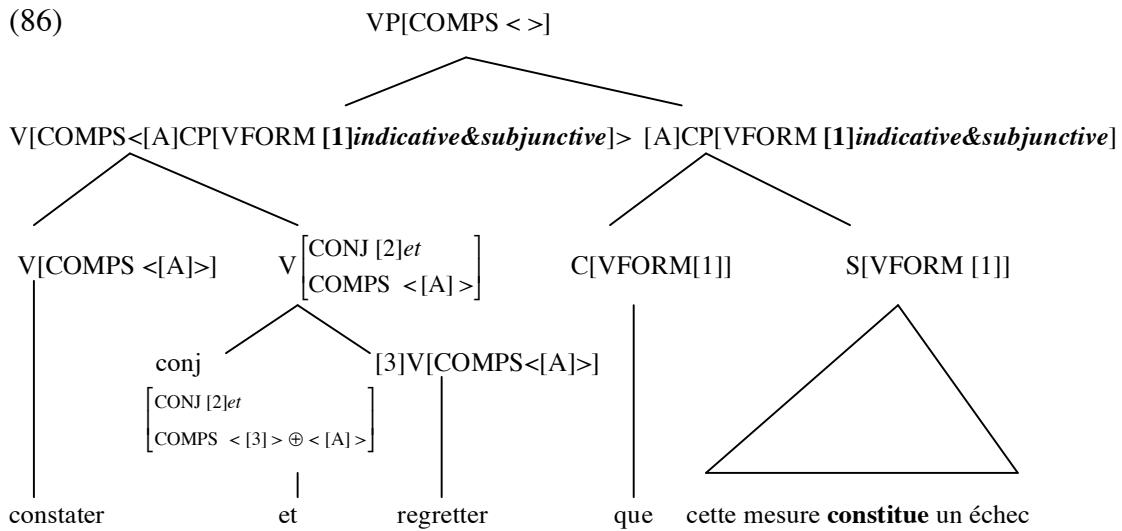 (86)
VP[COMPS < >]
V[COMPS<[A]CP[VFORM [1]indicative&subjunctive]> [A]CP[VFORM [1]indicative&subjunctive]
V[COMPS <[A]>] V[CONJ [2]et C[VFORM[1]] S[VFORM [1]]
COMPS < [A] >]
conj [3]V[COMPS<[A]>]
[CONJ [2]et
COMPS < [3] > ⊕ < [A] >]
constater et regretter que cette mesure constitue un échec